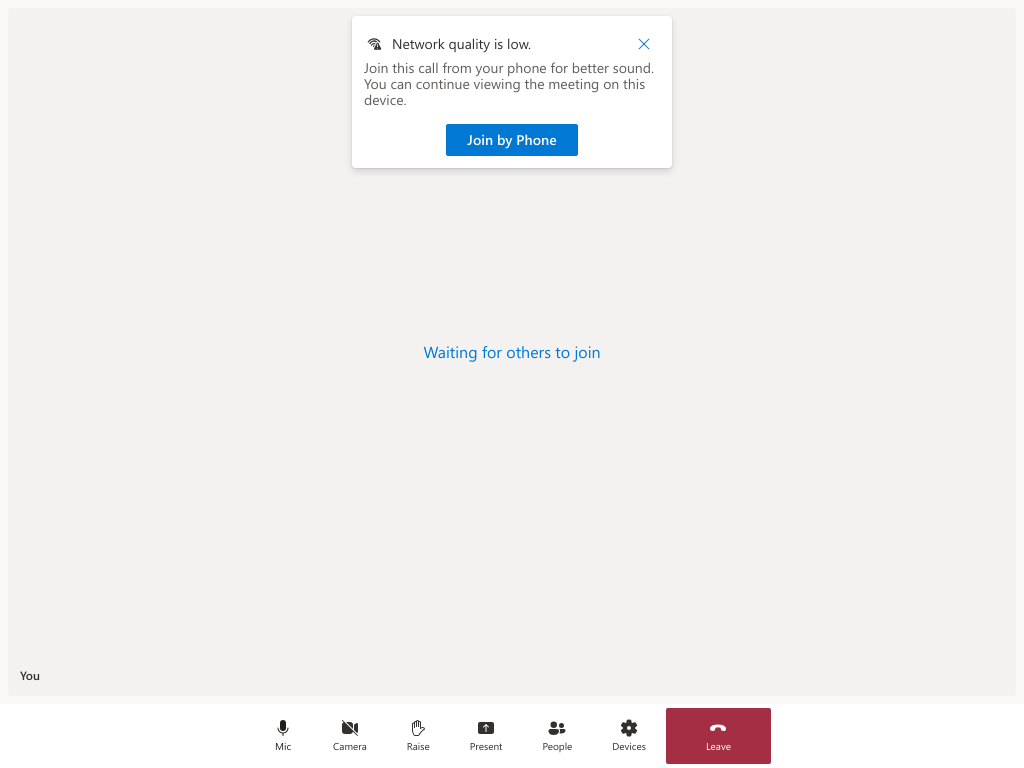 Network quality is low.
Join this call from your phone for better sound.
You can continue viewing the meeting on this
device.
Join by Phone
Waiting for others to join
You
Mic
Camera
Raise
Present
People
Devices
Leave